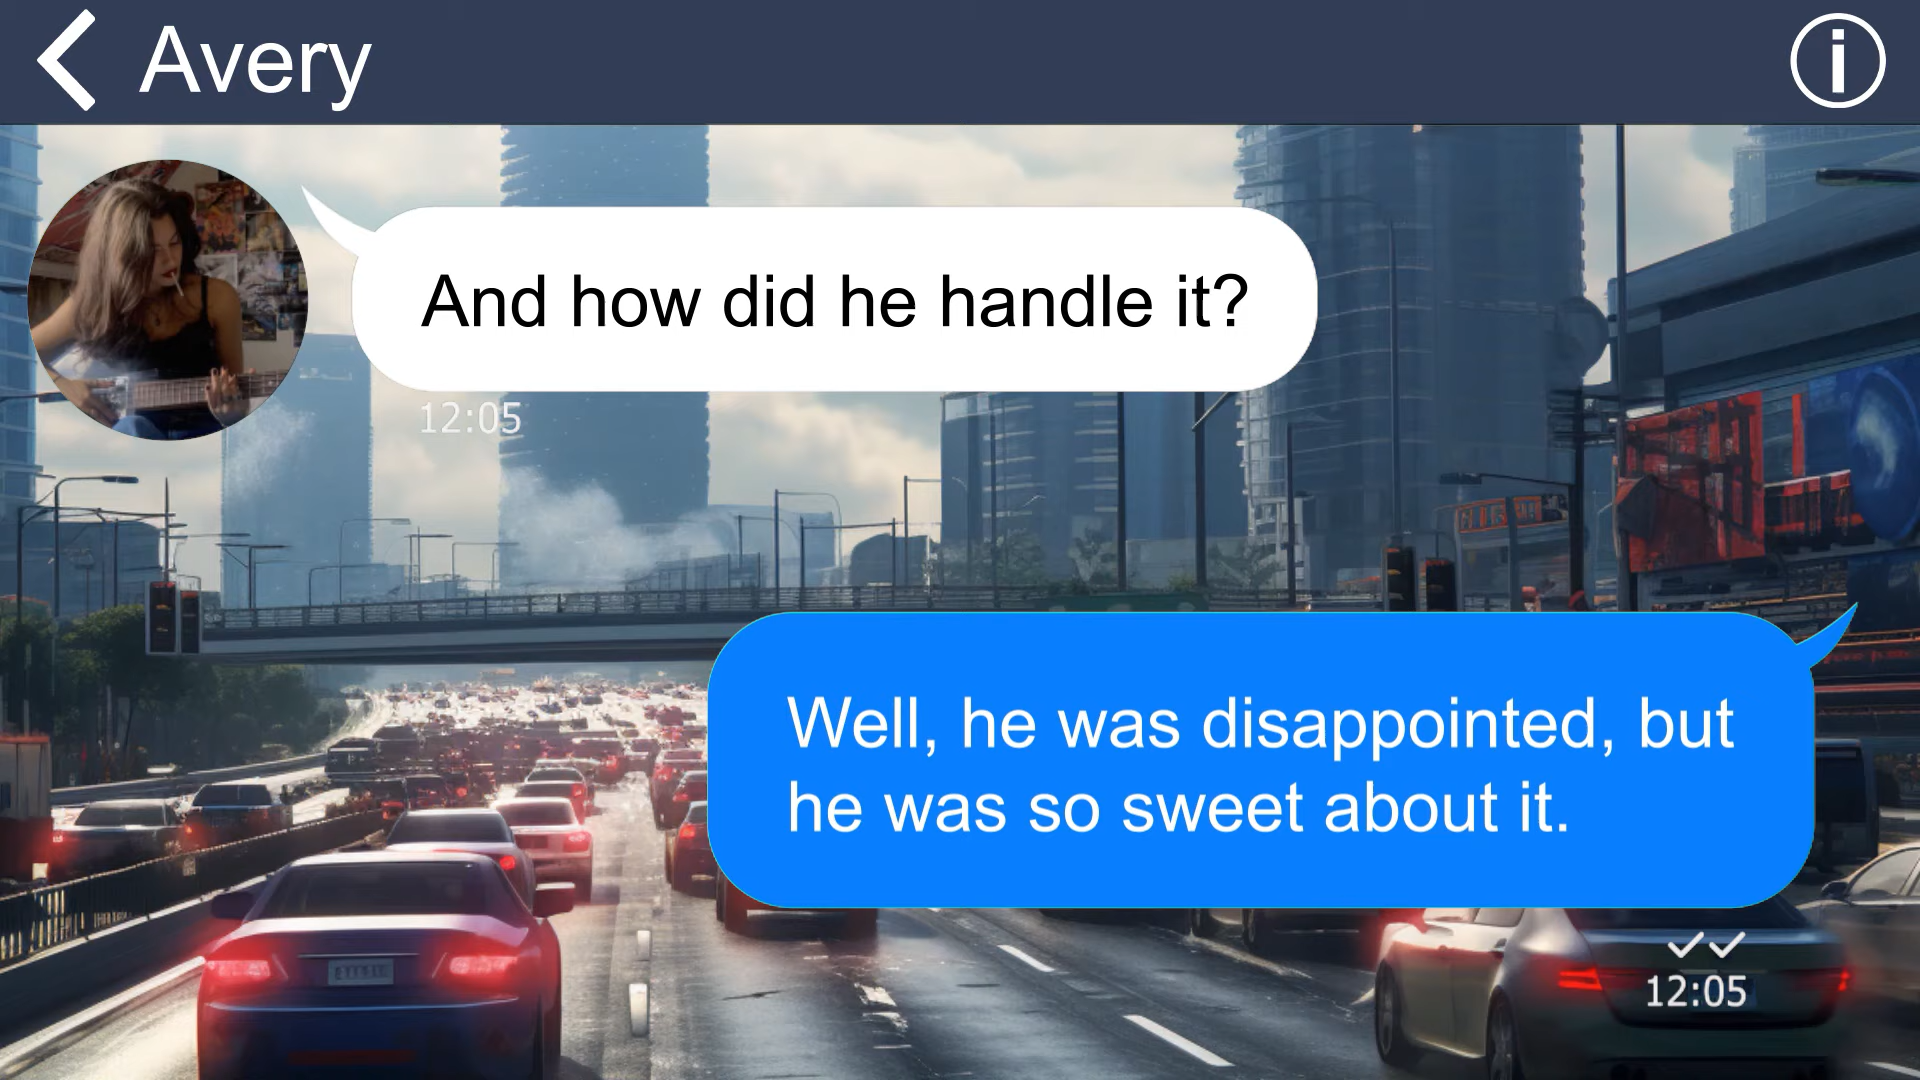 Avery
And how did he handle it?
12:05
Well, he was disappointed, but
he was so sweet about it.
12:05